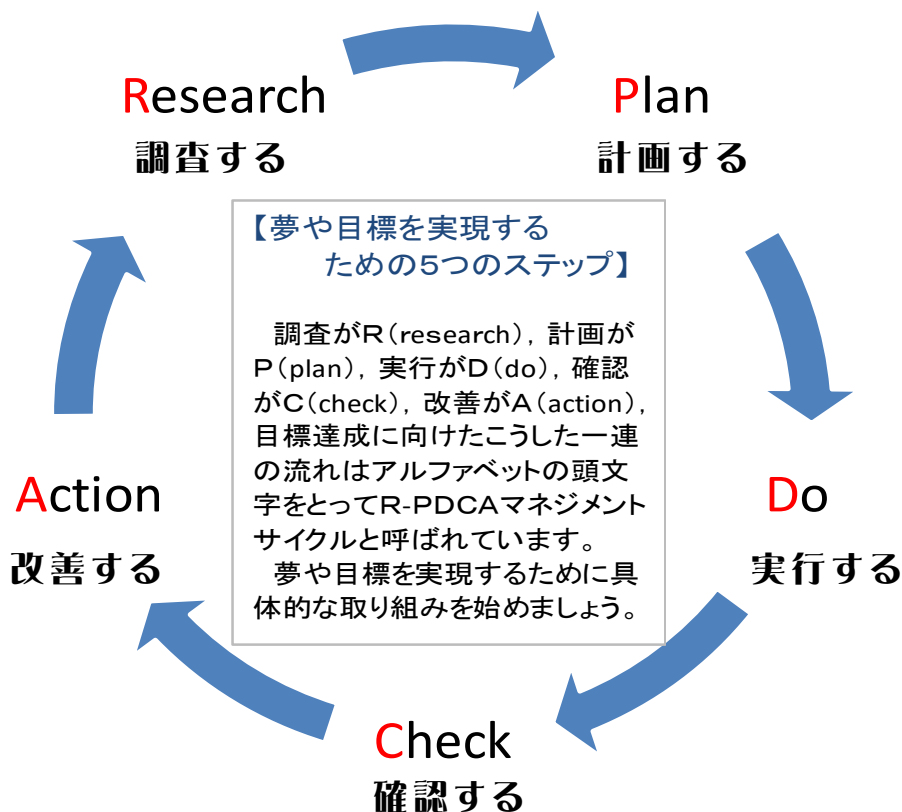 Research
調査する
Plan
計画する
【夢や目標を実現する
ための5つのステップ】
調査がR(research)，計画が
P(plan)，実行がD(do)，確認
がC(check)，改善がA(action)，
目標達成に向けたこうした一連
の流れはアルファベットの頭文
字をとってR-PDCAマネジメント
サイクルと呼ばれています。
夢や目標を実現するために具
体的な取り組みを始めましょう。
Action
改善する
Do
実行する
Check
確認する